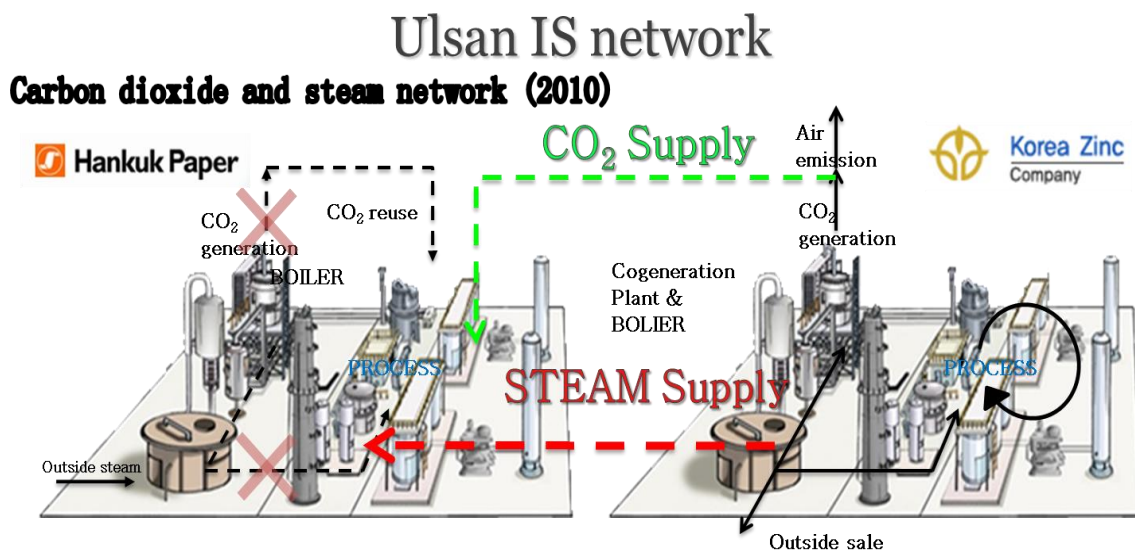 Ulsan IS network
Carbon dioxide and steam network (2010)
Hankuk Paper
CO₂ Supply
Air
emission
Korea Zinc
Company
CO₂
generation
BOILER
CO₂ reuse
CO₂
generation
Cogeneration
Plant &
BOLIER
PROCESS
PROCESS
STEAM Supply
Outside steam
Outside sale